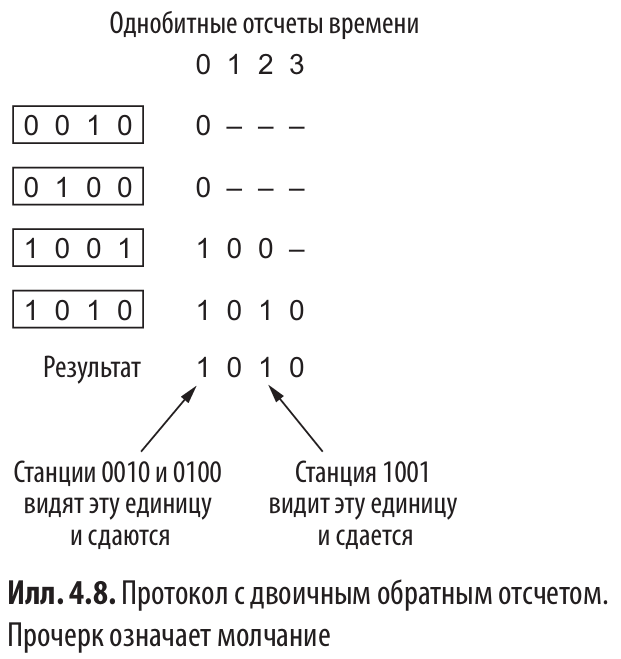 Однобитные отсчеты времени
0 1 2 3
0 0 1 0 0 – – –
0 1 0 0 0 – – –
1 0 0 1 1 0 0 –
1 0 1 0 1 0 1 0
Результат 1 0 1 0
Станции 0010 и 0100
видят эту единицу
и сдаются
Станция 1001
видит эту единицу
и сдается
Илл. 4.8. Протокол с двоичным обратным отсчетом.
Прочерк означает молчание